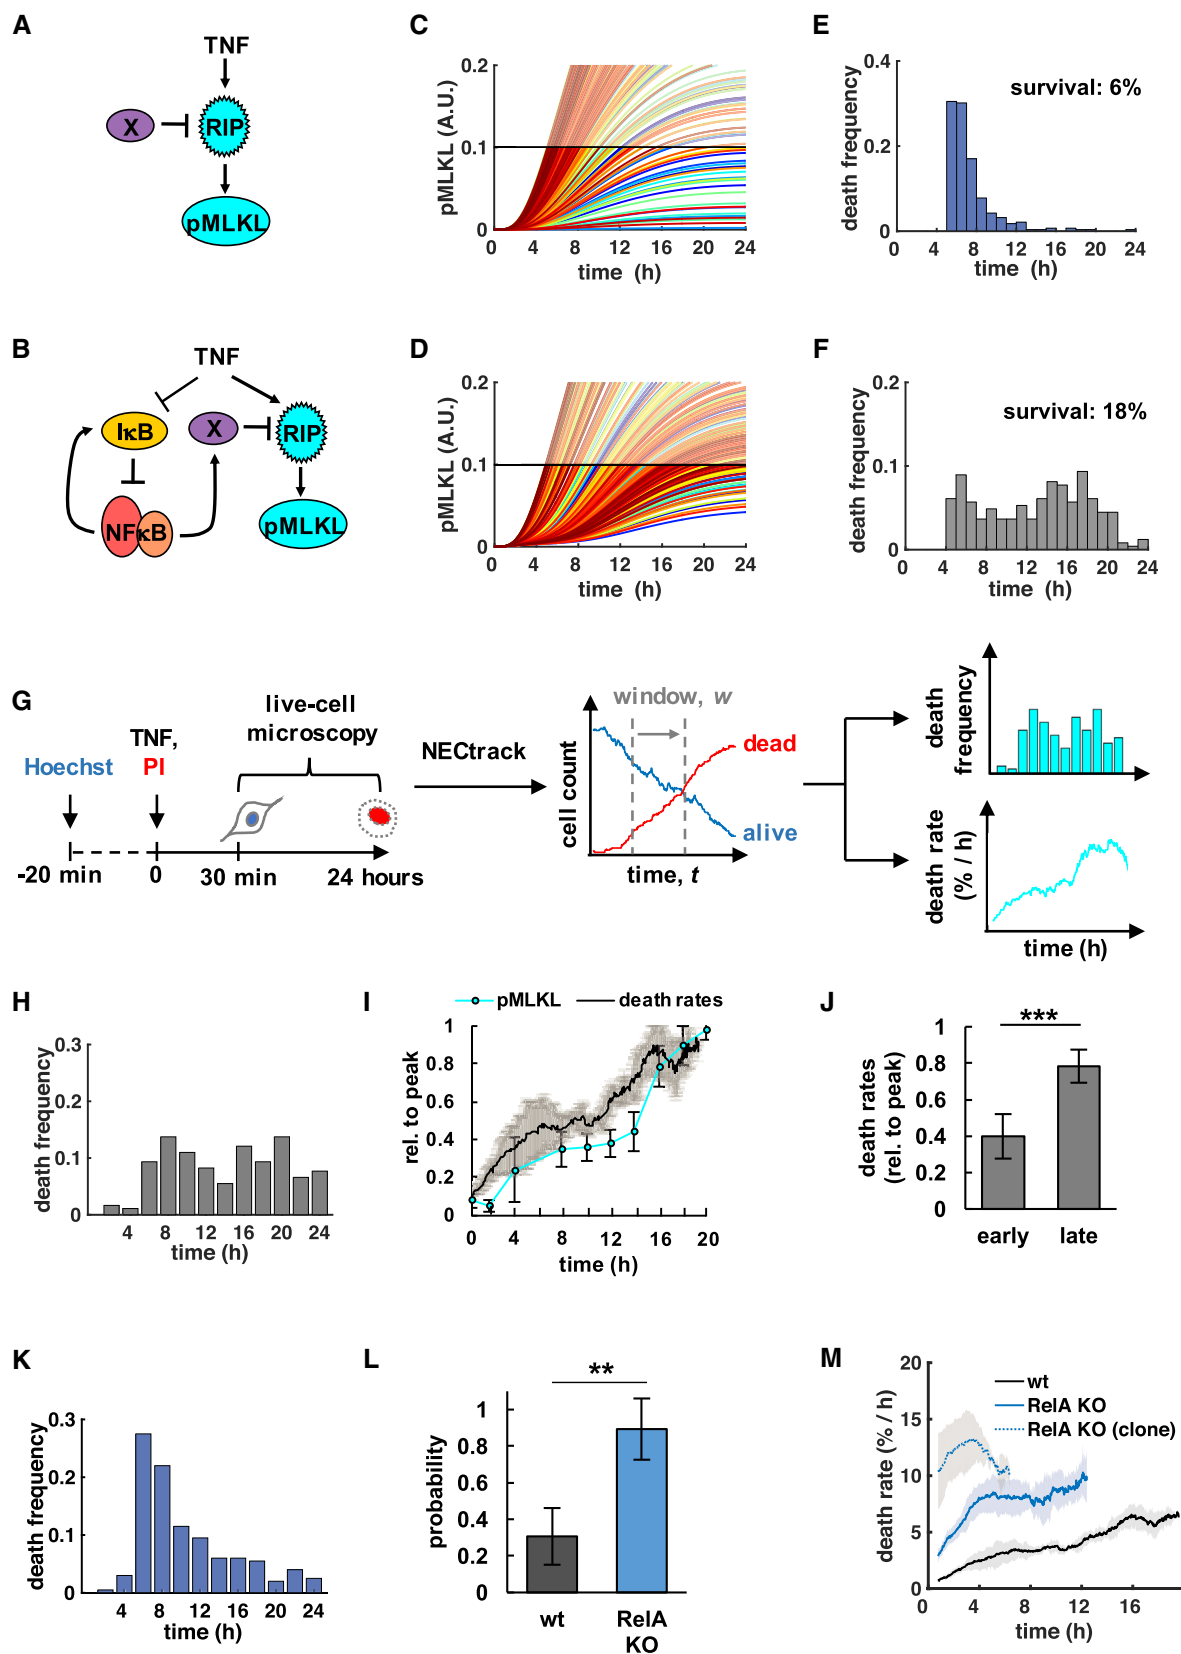 A
TNF
X
RIP
pMLKL
C
pMLKL (A.U.)
0.2
0.1
0
0 4 8 12 16 20 24
time (h)
E
death frequency
0.4
0.2
0
survival: 6%
0 4 8 12 16 20 24
time (h)
B
TNF
IκB
X
RIP
NFκB
pMLKL
D
pMLKL (A.U.)
0.2
0.1
0
0 4 8 12 16 20 24
time (h)
F
death frequency
0.2
0.1
0
survival: 18%
0 4 8 12 16 20 24
time (h)
G
Hoechst
TNF,
PI
live-cell
microscopy
-20 min
0
30 min
24 hours
NECtrack
window, w
cell count
dead
alive
time, t
death
frequency
death rate
(% / h)
time (h)
H
death frequency
0.3
0.2
0.1
0
4 8 12 16 20 24
time (h)
I
pMLKL
death rates
rel. to peak
1
0.8
0.6
0.4
0.2
0
0 4 8 12 16 20
time (h)
J
death rates
(rel. to peak)
1
0.8
0.6
0.4
0.2
0
***
early
late
K
death frequency
0.3
0.2
0.1
0
4 8 12 16 20 24
time (h)
L
probability
1
0.8
0.6
0.4
0.2
0
**
wt
RelA
KO
M
death rate (% / h)
20
15
10
5
0
wt
RelA KO
RelA KO (clone)
0 4 8 12 16
time (h)